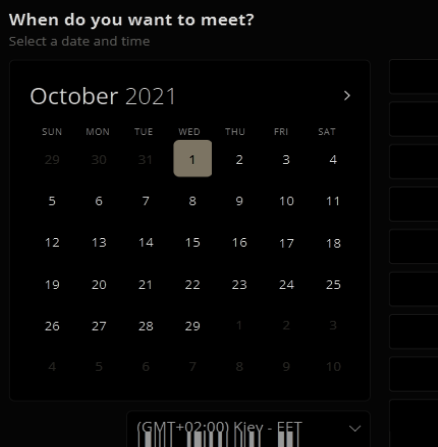 When do you want to meet?
Select a date and time
October 2021 >
SUN MON TUE WED THU FRI SAT
29 30 31 1 2 3 4
5 6 7 8 9 10 11
12 13 14 15 16 17 18
19 20 21 22 23 24 25
26 27 28 29 1 2 3
4 5 6 7 8 9 10
(GMT+02:00) Kiev - EET